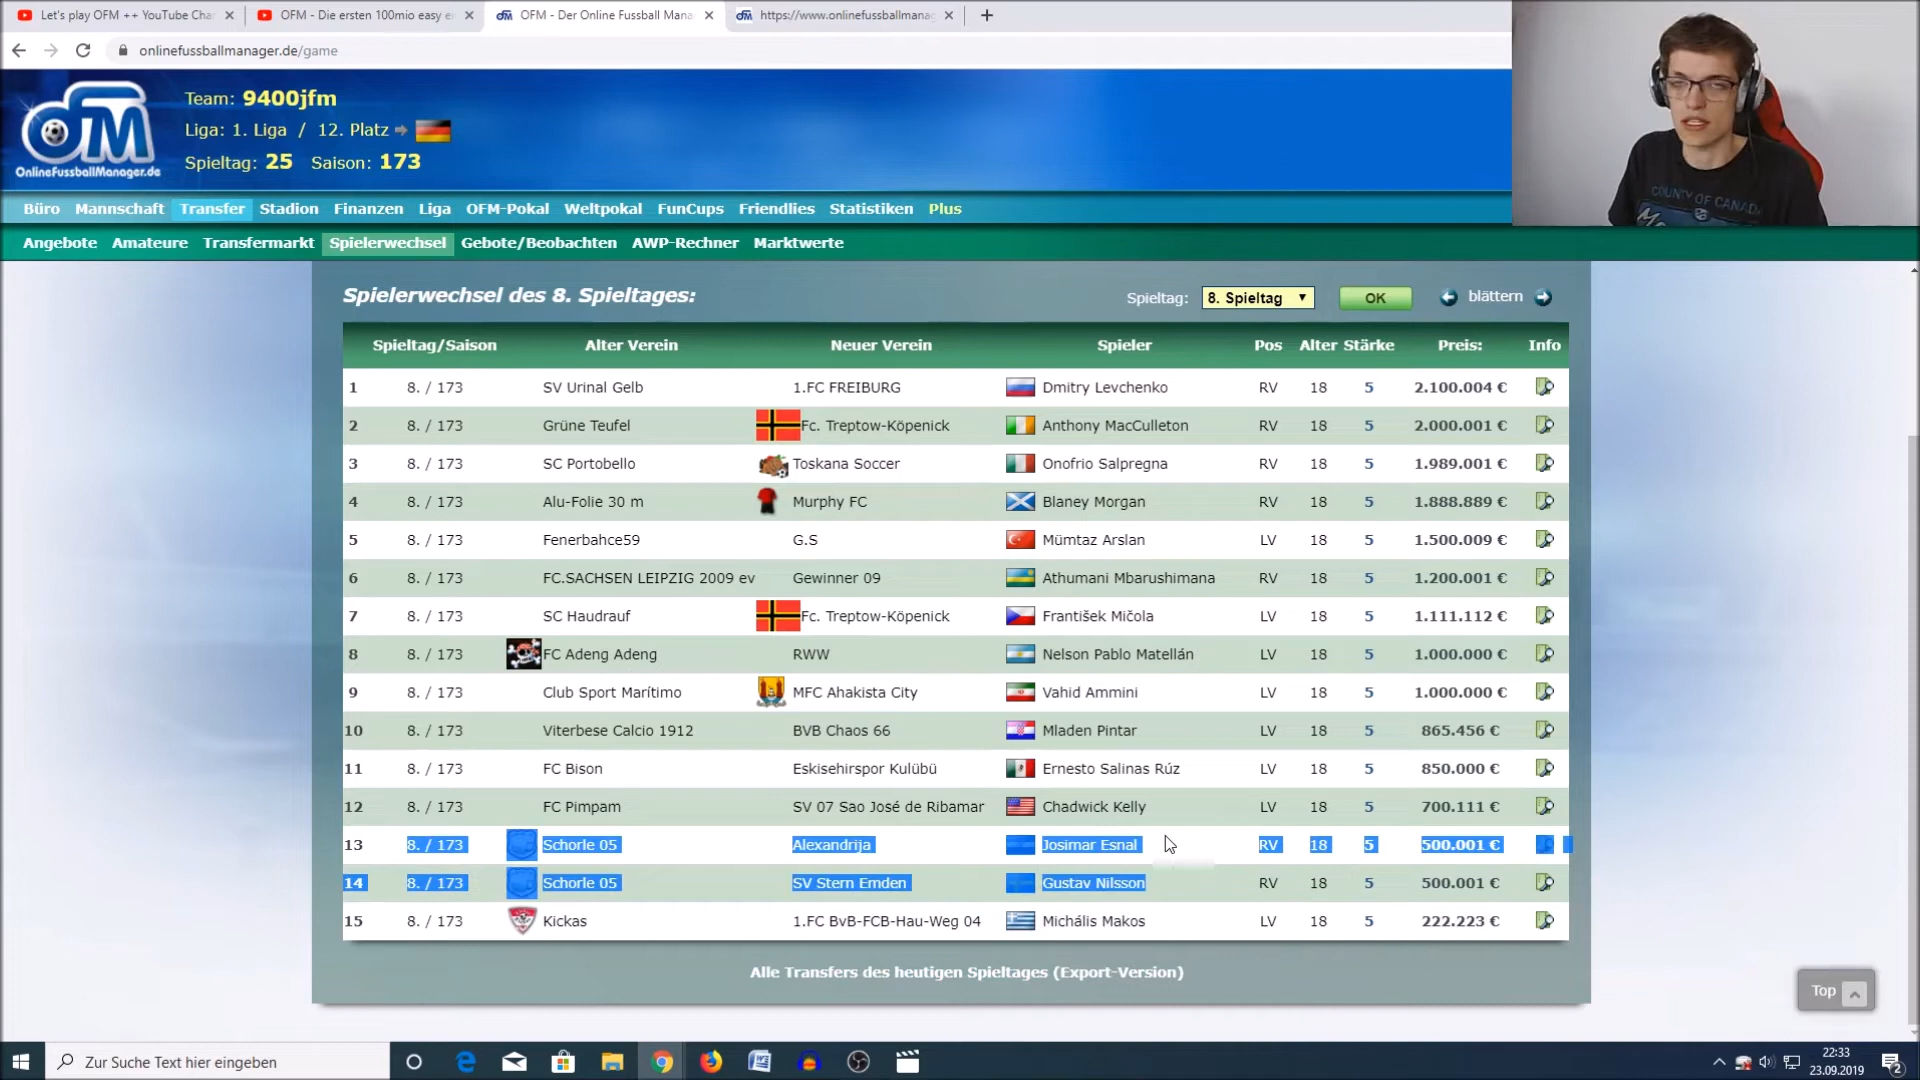 Let's play OFM ++ YouTube Cha
OFM - Die ersten 100mio easy e
OFM - Der Online Fussball Mana
https://www.onlinefussballmanag
onlinefussballmanager.de/game
OFM
OnlineFussballManager.de
Team: 9400jfm
Liga: 1. Liga / 12. Platz
Spieltag: 25 Saison: 173
COUNTY OF CANADA
Büro Mannschaft Transfer Stadion Finanzen Liga OFM-Pokal Weltpokal FunCups Friendlies Statistiken Plus
Angebote Amateure Transfermarkt Spielerwechsel Gebote/Beobachten AWP-Rechner Marktwerte
Spielerwechsel des 8. Spieltages:
Spieltag: 8. Spieltag OK blättern
Spieltag/Saison Alter Verein Neuer Verein Spieler Pos Alter Stärke Preis: Info
1 8. / 173 SV Urinal Gelb 1.FC FREIBURG Dmitry Levchenko RV 18 5 2.100.004 €
2 8. / 173 Grüne Teufel Fc. Treptow-Köpenick Anthony MacCulleton RV 18 5 2.000.001 €
3 8. / 173 SC Portobello Toskana Soccer Onofrio Salpregna RV 18 5 1.989.001 €
4 8. / 173 Alu-Folie 30 m Murphy FC Blaney Morgan RV 18 5 1.888.889 €
5 8. / 173 Fenerbahce59 G.S Mümtaz Arslan LV 18 5 1.500.009 €
6 8. / 173 FC.SACHSEN LEIPZIG 2009 ev Gewinner 09 Athumani Mbarushimana RV 18 5 1.200.001 €
7 8. / 173 SC Haudrauf Fc. Treptow-Köpenick František Mičola LV 18 5 1.111.112 €
8 8. / 173 FC Adeng Adeng RWW Nelson Pablo Matellán LV 18 5 1.000.000 €
9 8. / 173 Club Sport Marítimo MFC Ahakista City Vahid Ammini LV 18 5 1.000.000 €
10 8. / 173 Viterbese Calcio 1912 BVB Chaos 66 Mladen Pintar LV 18 5 865.456 €
11 8. / 173 FC Bison Eskisehirspor Kulübü Ernesto Salinas Rúz LV 18 5 850.000 €
12 8. / 173 FC Pimpam SV 07 Sao José de Ribamar Chadwick Kelly LV 18 5 700.111 €
13 8. / 173 Schorle 05 Alexandrija Josimar Esnal RV 18 5 500.001 €
14 8. / 173 Schorle 05 SV Stern Emden Gustav Nilsson RV 18 5 500.001 €
15 8. / 173 Kickas 1.FC BvB-FCB-Hau-Weg 04 Michális Makos LV 18 5 222.223 €
Alle Transfers des heutigen Spieltages (Export-Version)
Top
Zur Suche Text hier eingeben
22:33
23.09.2019
2